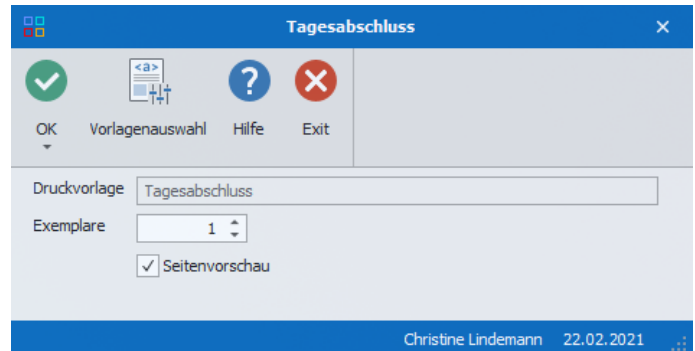 Tagesabschluss
<a>
OK Vorlagenauswahl Hilfe Exit
Druckvorlage Tagesabschluss
Exemplare 1
Seitenvorschau
Christine Lindemann 22.02.2021